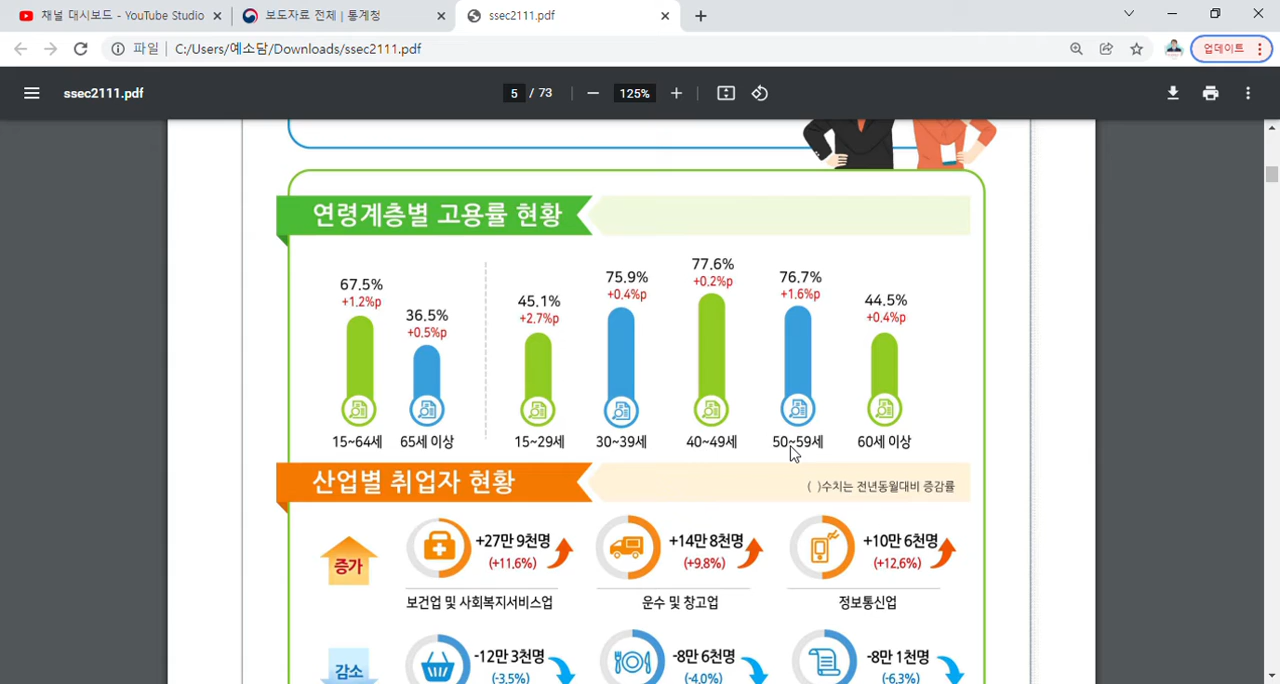 채널 대시보드 - YouTube Studio
보도자료 전체 | 통계청
ssec2111.pdf
파일 C:/Users/예소담/Downloads/ssec2111.pdf
업데이트
ssec2111.pdf
5 / 73
125%
연령계층별 고용률 현황
67.5%
+1.2%p
15~64세
36.5%
+0.5%p
65세 이상
45.1%
+2.7%p
15~29세
75.9%
+0.4%p
30~39세
77.6%
+0.2%p
40~49세
76.7%
+1.6%p
50~59세
44.5%
+0.4%p
60세 이상
산업별 취업자 현황
( )수치는 전년동월대비 증감률
증가
+27만 9천명
(+11.6%)
보건업 및 사회복지서비스업
+14만 8천명
(+9.8%)
운수 및 창고업
+10만 6천명
(+12.6%)
정보통신업
감소
-12만 3천명
(-3.5%)
-8만 6천명
(-4.0%)
-8만 1천명
(-6.3%)